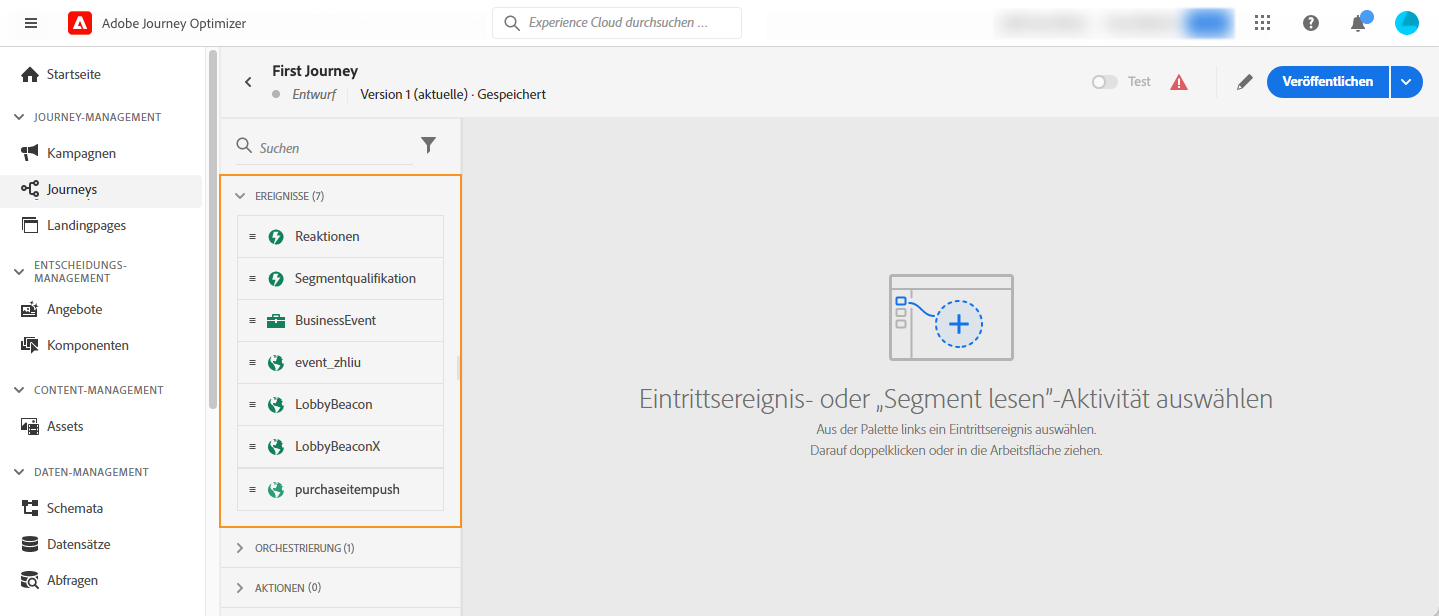 Adobe Journey Optimizer
Experience Cloud durchsuchen ...
Startseite
JOURNEY-MANAGEMENT
Kampagnen
Journeys
Landingpages
ENTSCHEIDUNGS-
MANAGEMENT
Angebote
Komponenten
CONTENT-MANAGEMENT
Assets
DATEN-MANAGEMENT
Schemata
Datensätze
Abfragen
First Journey
Entwurf
Version 1 (aktuelle) · Gespeichert
Test
Veröffentlichen
Suchen
EREIGNISSE (7)
Reaktionen
Segmentqualifikation
BusinessEvent
event_zhliu
LobbyBeacon
LobbyBeaconX
purchaseitempush
ORCHESTRIERUNG (1)
AKTIONEN (0)
Eintrittsereignis- oder „Segment lesen”-Aktivität auswählen
Aus der Palette links ein Eintrittsereignis auswählen.
Darauf doppelklicken oder in die Arbeitsfläche ziehen.